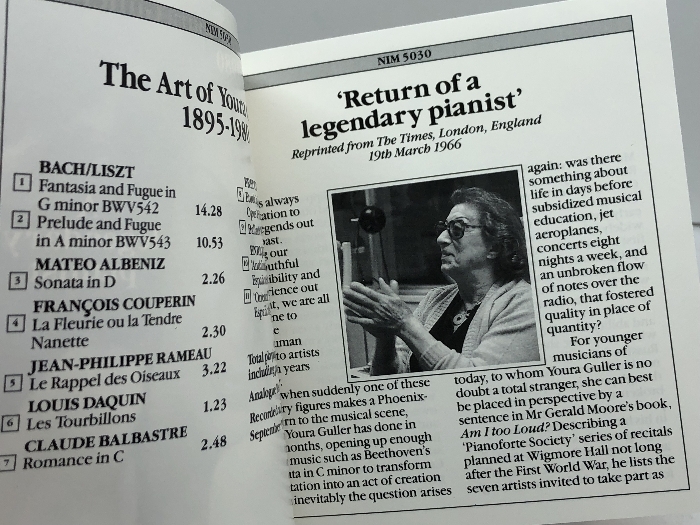 NIM 5030
The Art of Youra
1895-1980
BACH/LISZT
1 Fantasia and Fugue in
G minor BWV542 14.28
2 Prelude and Fugue
in A minor BWV543 10.53
MATEO ALBENIZ
3 Sonata in D 2.26
FRANÇOIS COUPERIN
4 La Fleurie ou la Tendre
Nanette 2.30
JEAN-PHILIPPE RAMEAU
5 Le Rappel des Oiseaux 3.22
LOUIS DAQUIN
6 Les Tourbillons 1.23
CLAUDE BALBASTRE
7 Romance in C 2.48
Total
including
Analogue
Recorded
September
NIM 5030
‘Return of a
legendary pianist’
Reprinted from The Times, London, England
19th March 1966
is always
to
legends out
past.
our
youthful
and
out
, we are all
to
human
to artists
years
when suddenly one of these
figures makes a Phoenix-
to the musical scene,
Youra Guller has done in
months, opening up enough
music such as Beethoven's
in C minor to transform
into an act of creation
inevitably the question arises
again: was there
something about
life in days before
subsidized musical
education, jet
aeroplanes,
concerts eight
nights a week, and
an unbroken flow
of notes over the
radio, that fostered
quality in place of
quantity?
For younger
musicians of
today, to whom Youra Guller is no
doubt a total stranger, she can best
be placed in perspective by a
sentence in Mr Gerald Moore's book,
Am I too Loud? Describing a
'Pianoforte Society' series of recitals
planned at Wigmore Hall not long
after the First World War, he lists the
seven artists invited to take part as